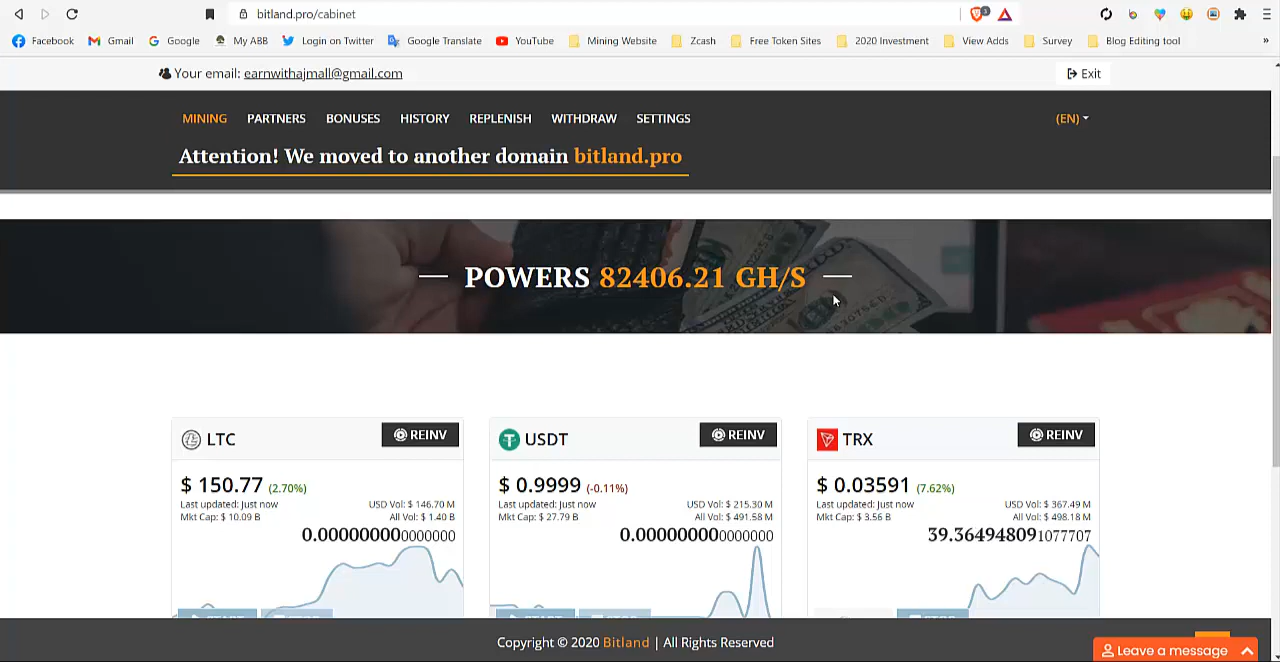 bitland.pro/cabinet
3
Facebook Gmail Google My ABB Login on Twitter Google Translate YouTube Mining Website Zcash Free Token Sites 2020 Investment View Adds Survey Blog Editing tool »
Your email: earnwithajmall@gmail.com
Exit
MINING PARTNERS BONUSES HISTORY REPLENISH WITHDRAW SETTINGS (EN)
Attention! We moved to another domain bitland.pro
POWERS 82406.21 GH/S
LTC REINV
$ 150.77 (2.70%)
Last updated: Just now USD Vol: $ 146.70 M
Mkt Cap: $ 10.09 B All Vol: $ 1.40 B
0.000000000000000
USDT REINV
$ 0.9999 (-0.11%)
Last updated: Just now USD Vol: $ 215.30 M
Mkt Cap: $ 27.79 B All Vol: $ 491.58 M
0.000000000000000
TRX REINV
$ 0.03591 (7.62%)
Last updated: Just now USD Vol: $ 367.49 M
Mkt Cap: $ 3.56 B All Vol: $ 498.18 M
39.364948091077707
Copyright © 2020 Bitland | All Rights Reserved
Leave a message